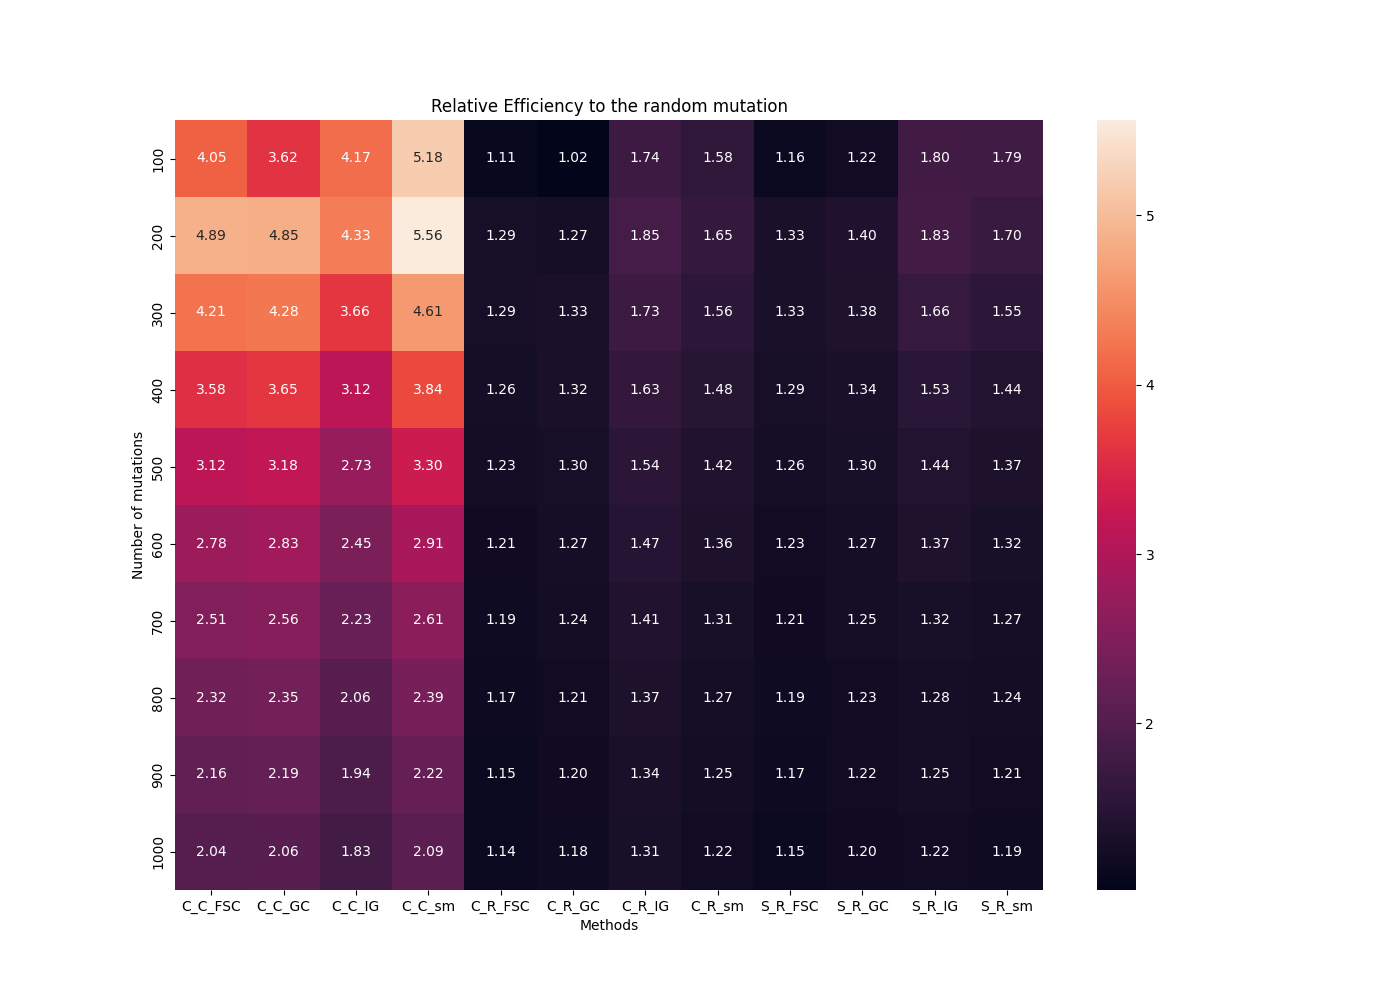 Relative Efficiency to the random mutation
100 4.05 3.62 4.17 5.18 1.11 1.02 1.74 1.58 1.16 1.22 1.80 1.79
200 4.89 4.85 4.33 5.56 1.29 1.27 1.85 1.65 1.33 1.40 1.83 1.70
300 4.21 4.28 3.66 4.61 1.29 1.33 1.73 1.56 1.33 1.38 1.66 1.55
400 3.58 3.65 3.12 3.84 1.26 1.32 1.63 1.48 1.29 1.34 1.53 1.44
500 3.12 3.18 2.73 3.30 1.23 1.30 1.54 1.42 1.26 1.30 1.44 1.37
600 2.78 2.83 2.45 2.91 1.21 1.27 1.47 1.36 1.23 1.27 1.37 1.32
700 2.51 2.56 2.23 2.61 1.19 1.24 1.41 1.31 1.21 1.25 1.32 1.27
800 2.32 2.35 2.06 2.39 1.17 1.21 1.37 1.27 1.19 1.23 1.28 1.24
900 2.16 2.19 1.94 2.22 1.15 1.20 1.34 1.25 1.17 1.22 1.25 1.21
1000 2.04 2.06 1.83 2.09 1.14 1.18 1.31 1.22 1.15 1.20 1.22 1.19
C_C_FSC C_C_GC C_C_IG C_C_sm C_R_FSC C_R_GC C_R_IG C_R_sm S_R_FSC S_R_GC S_R_IG S_R_sm
Methods
Number of mutations
5
4
3
2